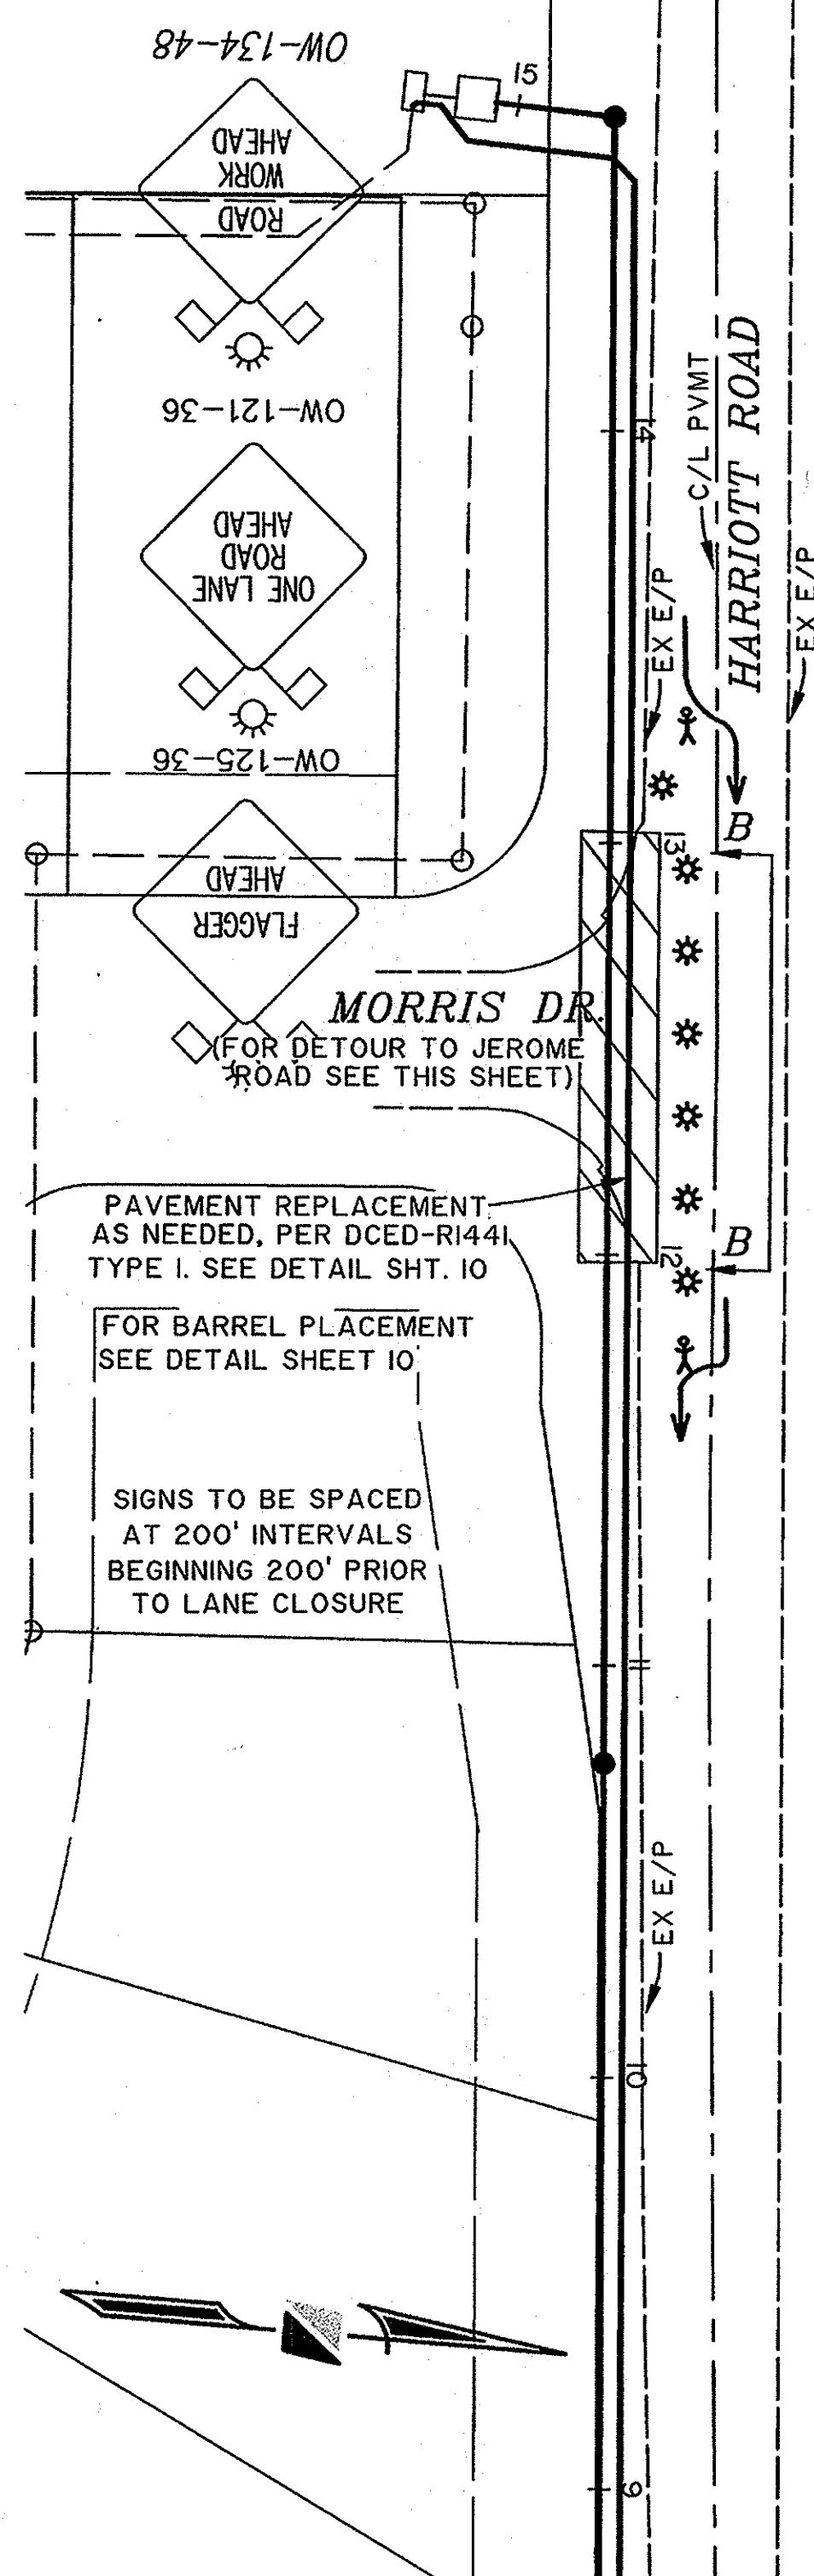 OW-134-48
ROAD
WORK
AHEAD
OW-121-36
ONE LANE
ROAD
AHEAD
OW-125-36
FLAGGER
AHEAD
15
14
C/L PVMT
HARRIOTT ROAD
EX E/P
EX E/P
13
B
MORRIS DR.
(FOR DETOUR TO JEROME
ROAD SEE THIS SHEET)
PAVEMENT REPLACEMENT
AS NEEDED, PER DCED-R1441
TYPE 1. SEE DETAIL SHT. 10
12
B
FOR BARREL PLACEMENT
SEE DETAIL SHEET 10
SIGNS TO BE SPACED
AT 200' INTERVALS
BEGINNING 200' PRIOR
TO LANE CLOSURE
11
EX E/P
10
9